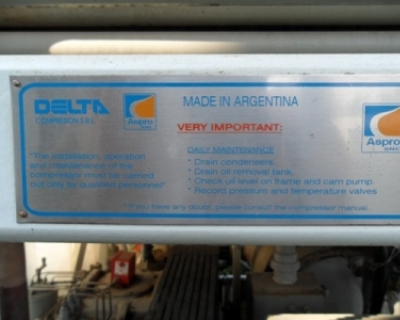 DELTA
COMPRESION S.R.L.
Aspro
MADE IN ARGENTINA
Aspro
VERY IMPORTANT:
"The installation, operation
and maintenance of the
compressor must be carried
out only by qualified personnel"
DAILY MAINTENANCE
* Drain condensers.
* Drain oil removal tank.
* Check oil level on frame and cam pump.
* Record pressure and temperature valves
* If you have any doubt, please consult the compressor manual.